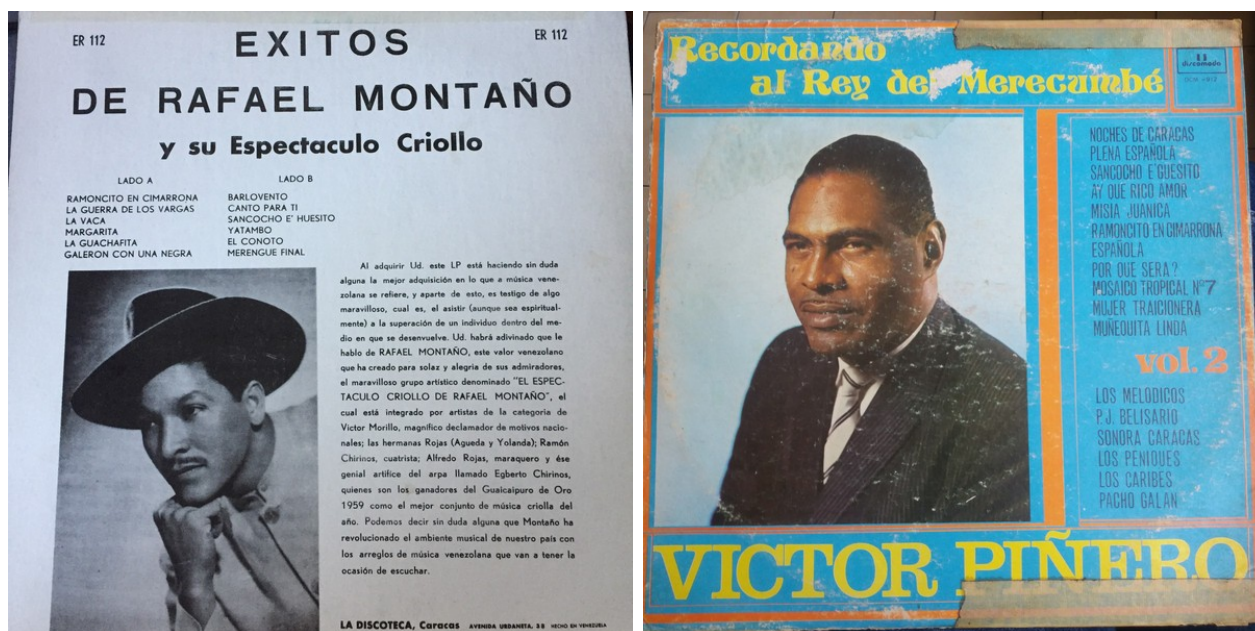 ER 112
ER 112
EXITOS
DE RAFAEL MONTAÑO
y su Espectaculo Criollo
LADO A
RAMONCITO EN CIMARRONA
LA GUERRA DE LOS VARGAS
LA VACA
MARGARITA
LA GUACHAFITA
GALERON CON UNA NEGRA
LADO B
BARLOVENTO
CANTO PARA TI
SANCOCHO E' HUESITO
YATAMBO
EL CONOTO
MERENGUE FINAL
Al adquirir Ud. este LP está haciendo sin duda
alguna la mejor adquisición en lo que a música vene-
zolana se refiere, y aparte de esto, es testigo de algo
maravilloso, cual es, el asistir (aunque sea espiritual-
mente) a la superación de un individuo dentro del me-
dio en que se desenvuelve. Ud. habrá adivinado que le
hablo de RAFAEL MONTAÑO, este valor venezolano
que ha creado para solaz y alegria de sus admiradores,
el maravilloso grupo artístico denominado "EL ESPEC-
TACULO CRIOLLO DE RAFAEL MONTAÑO", el
cual está integrado por artistas de la categoria de
Victor Morillo, magnífico declamador de motivos nacio-
nales; las hermanas Rojas (Agueda y Yolanda); Ramón
Chirinos, cuatrista; Alfredo Rojas, maraquero y ése
genial artífice del arpa llamado Egberto Chirinos,
quienes son los ganadores del Guaicaipuro de Oro
1959 como el mejor conjunto de música criolla del
año. Podemos decir sin duda alguna que Montaño ha
revolucionado el ambiente musical de nuestro país con
los arreglos de música venezolana que van a tener la
ocasión de escuchar.
LA DISCOTECA, Caracas AVENIDA URDANETA, 38 HECHO EN VENEZUELA
Recordando
al Rey del Merecumbé
discomoda
NOCHES DE CARACAS
PLENA ESPAÑOLA
SANCOCHO E'GUESITO
AY QUE RICO AMOR
MISIA JUANICA
RAMONCITO EN CIMARRONA
ESPAÑOLA
POR QUE SERA?
MOSAICO TROPICAL Nº7
MUJER TRAICIONERA
MUÑEQUITA LINDA
vol. 2
LOS MELODICOS
P.J. BELISARIO
SONORA CARACAS
LOS PENIQUES
LOS CARIBES
PACHO GALAN
VICTOR PIÑERO